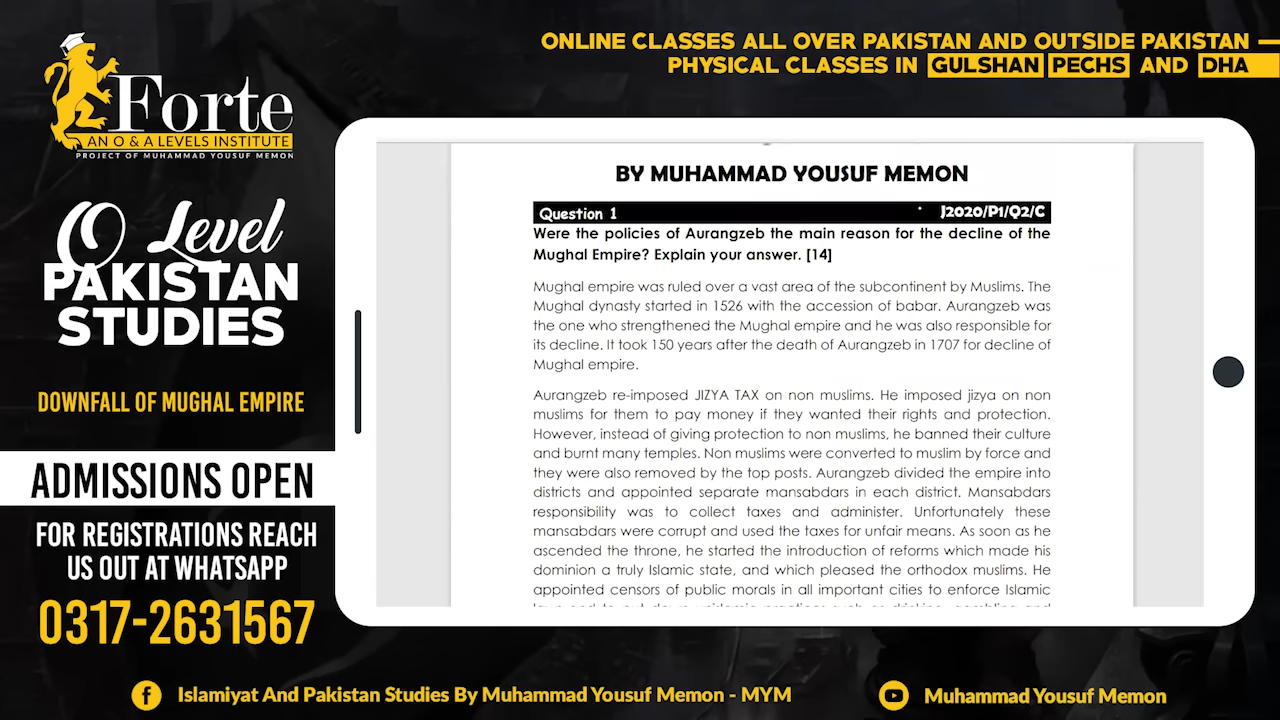 Forte
AN O & A LEVELS INSTITUTE
PROJECT OF MUHAMMAD YOUSUF MEMON
ONLINE CLASSES ALL OVER PAKISTAN AND OUTSIDE PAKISTAN
PHYSICAL CLASSES IN GULSHAN PECHS AND DHA
O Level
PAKISTAN
STUDIES
DOWNFALL OF MUGHAL EMPIRE
ADMISSIONS OPEN
FOR REGISTRATIONS REACH
US OUT AT WHATSAPP
0317-2631567
BY MUHAMMAD YOUSUF MEMON
Question 1 J2020/P1/Q2/C
Were the policies of Aurangzeb the main reason for the decline of the
Mughal Empire? Explain your answer. [14]
Mughal empire was ruled over a vast area of the subcontinent by Muslims. The
Mughal dynasty started in 1526 with the accession of babar. Aurangzeb was
the one who strengthened the Mughal empire and he was also responsible for
its decline. It took 150 years after the death of Aurangzeb in 1707 for decline of
Mughal empire.
Aurangzeb re-imposed JIZYA TAX on non muslims. He imposed jizya on non
muslims for them to pay money if they wanted their rights and protection.
However, instead of giving protection to non muslims, he banned their culture
and burnt many temples. Non muslims were converted to muslim by force and
they were also removed by the top posts. Aurangzeb divided the empire into
districts and appointed separate mansabdars in each district. Mansabdars
responsibility was to collect taxes and administer. Unfortunately these
mansabdars were corrupt and used the taxes for unfair means. As soon as he
ascended the throne, he started the introduction of reforms which made his
dominion a truly Islamic state, and which pleased the orthodox muslims. He
appointed censors of public morals in all important cities to enforce Islamic
Islamiyat And Pakistan Studies By Muhammad Yousuf Memon - MYM
Muhammad Yousuf Memon